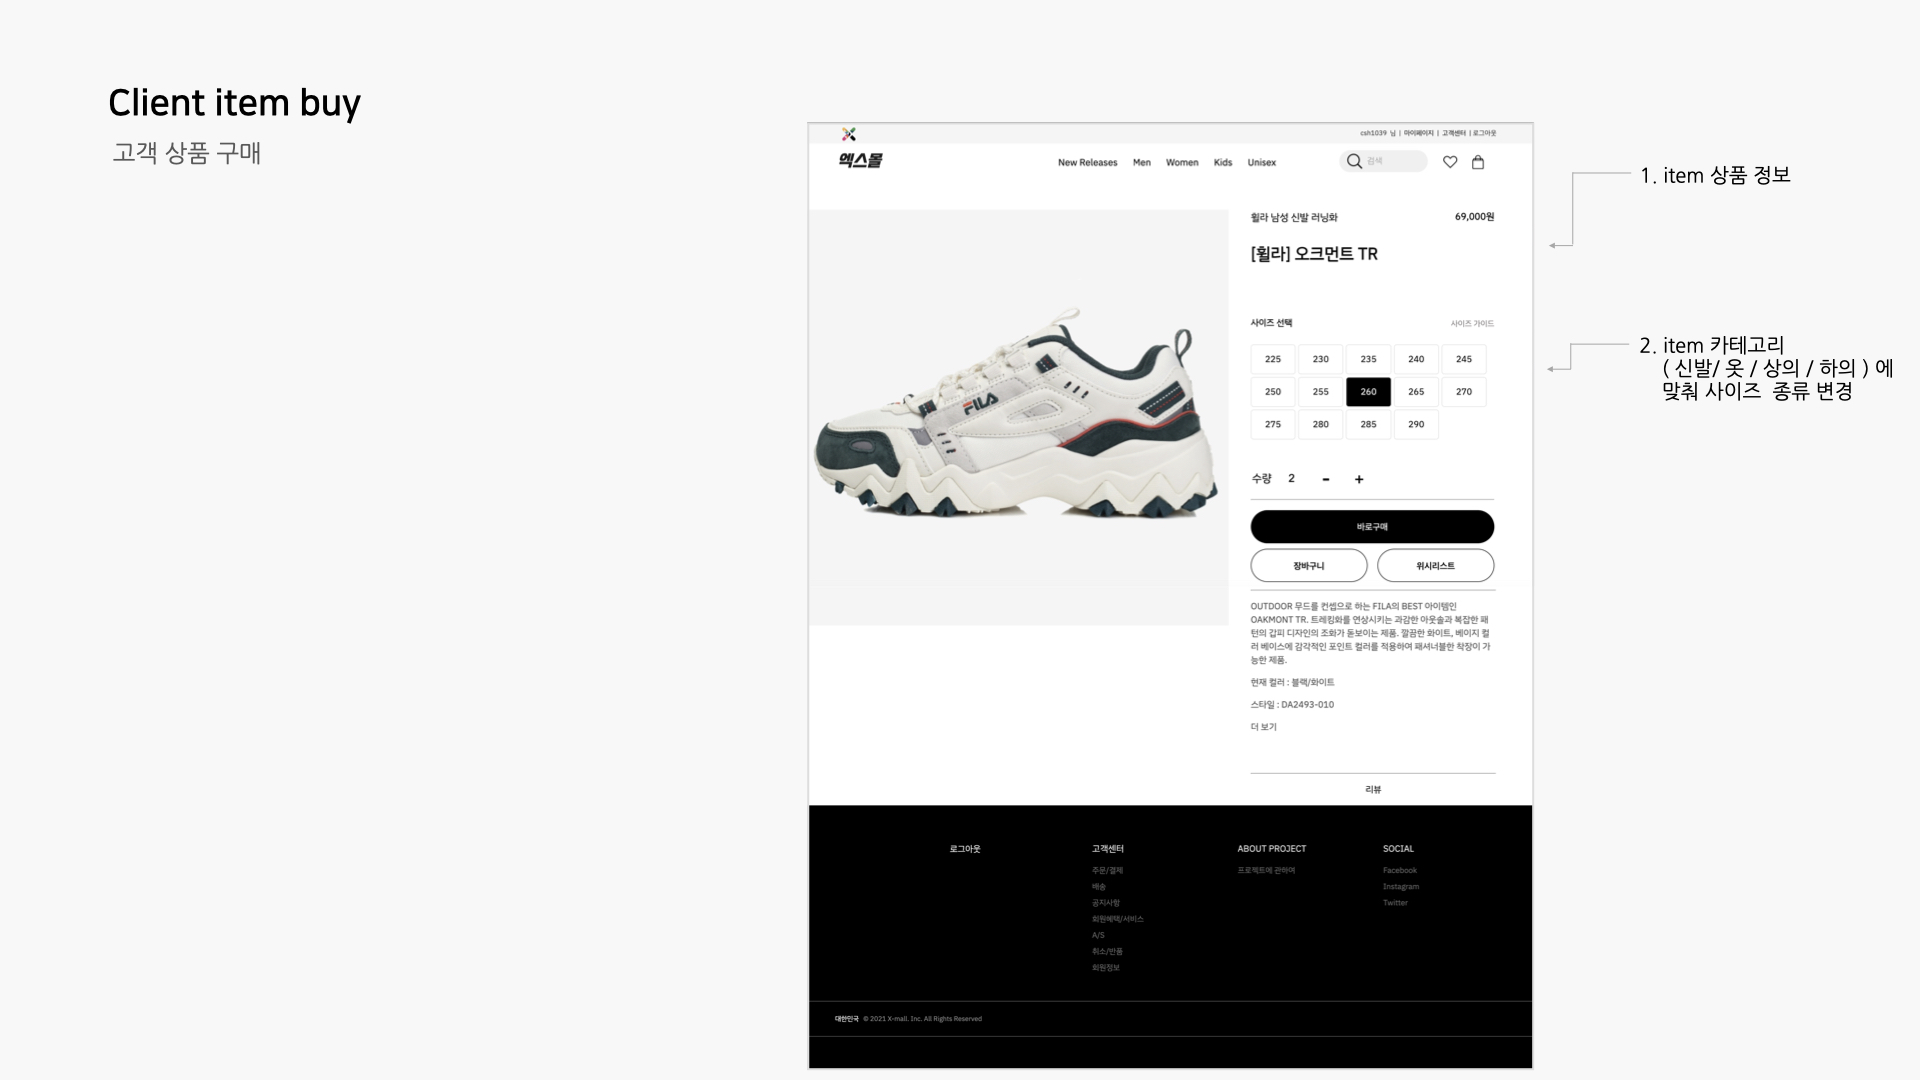 Client item buy
고객 상품 구매
csh1039 님 | 마이페이지 | 고객센터 | 로그아웃
엑스몰
New Releases Men Women Kids Unisex
검색
휠라 남성 신발 러닝화 69,000원
[휠라] 오크먼트 TR
사이즈 선택 사이즈 가이드
225 230 235 240 245
250 255 260 265 270
275 280 285 290
수량 2 - +
바로구매
장바구니 위시리스트
OUTDOOR 무드를 컨셉으로 하는 FILA의 BEST 아이템인
OAKMONT TR. 트레킹화를 연상시키는 과감한 아웃솔과 복잡한 패
턴의 갑피 디자인의 조화가 돋보이는 제품. 깔끔한 화이트, 베이지 컬
러 베이스에 감각적인 포인트 컬러를 적용하여 패셔너블한 착장이 가
능한 제품.
현재 컬러 : 블랙/화이트
스타일 : DA2493-010
더 보기
리뷰
FILA
1. item 상품 정보
2. item 카테고리
( 신발/ 옷 / 상의 / 하의 ) 에
맞춰 사이즈 종류 변경
로그아웃
고객센터
주문/결제
배송
공지사항
회원혜택/서비스
A/S
취소/반품
회원정보
ABOUT PROJECT
프로젝트에 관하여
SOCIAL
Facebook
Instagram
Twitter
대한민국 © 2021 X-mall. Inc. All Rights Reserved